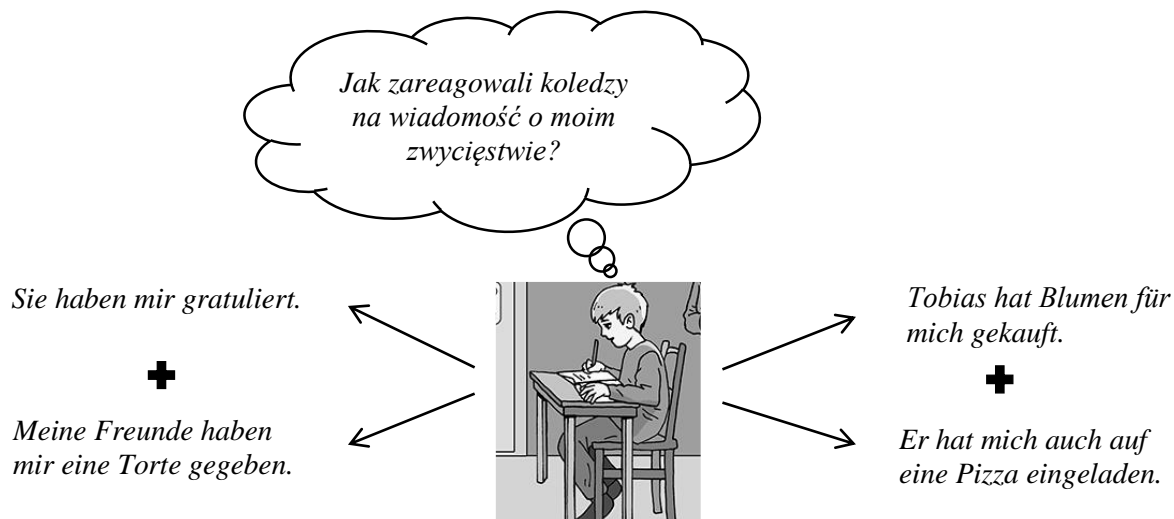 Jak zareagowali koledzy
na wiadomość o moim
zwycięstwie?
Sie haben mir gratuliert.
Meine Freunde haben
mir eine Torte gegeben.
Tobias hat Blumen für
mich gekauft.
Er hat mich auch auf
eine Pizza eingeladen.